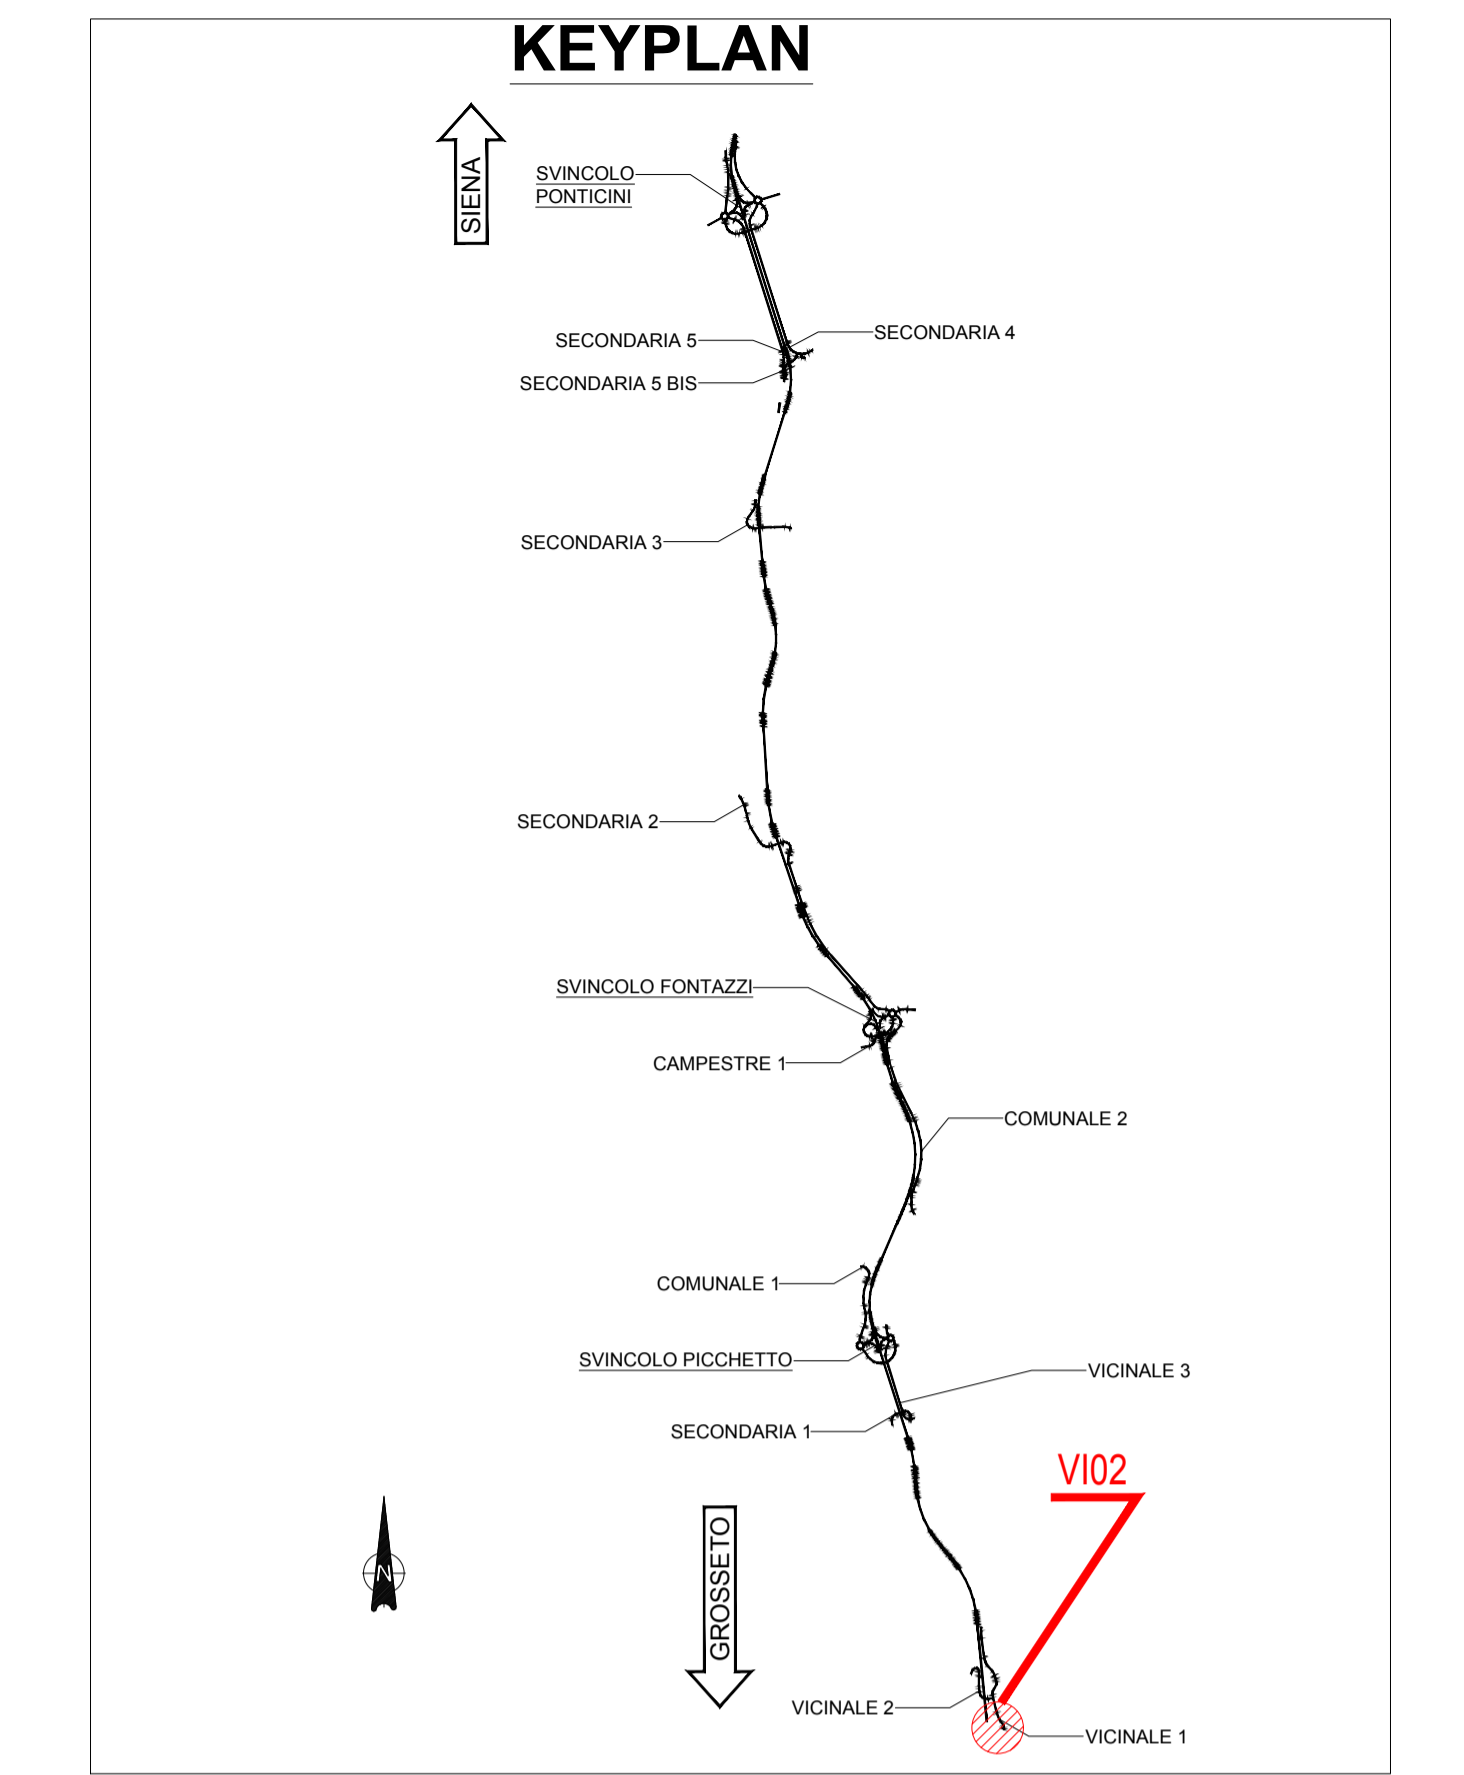 KEYPLAN
SIENA
SVINCOLO
PONTICINI
SECONDARIA 4
SECONDARIA 5
SECONDARIA 5 BIS
SECONDARIA 3
SECONDARIA 2
SVINCOLO FONTAZZI
CAMPESTRE 1
COMUNALE 2
COMUNALE 1
SVINCOLO PICCHETTO
VICINALE 3
SECONDARIA 1
VI02
GROSSETO
N
VICINALE 2
VICINALE 1